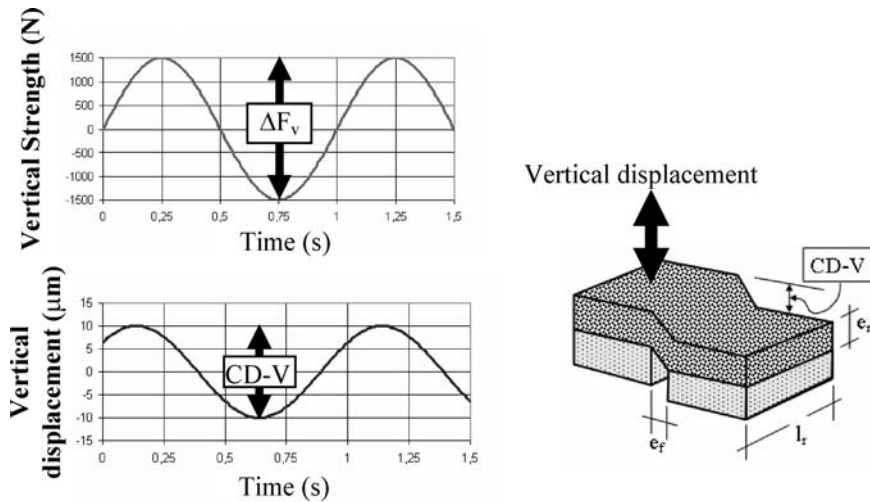 Vertical Strength (N)
1500
1000
500
0
-500
-1000
-1500
ΔFv
0 0,25 0,5 0,75 1 1,25 1,5
Time (s)
Vertical
displacement (μm)
15
10
5
0
-5
-10
-15
CD-V
0 0,25 0,5 0,75 1 1,25 1,5
Time (s)
Vertical displacement
CD-V
er
ef
lr